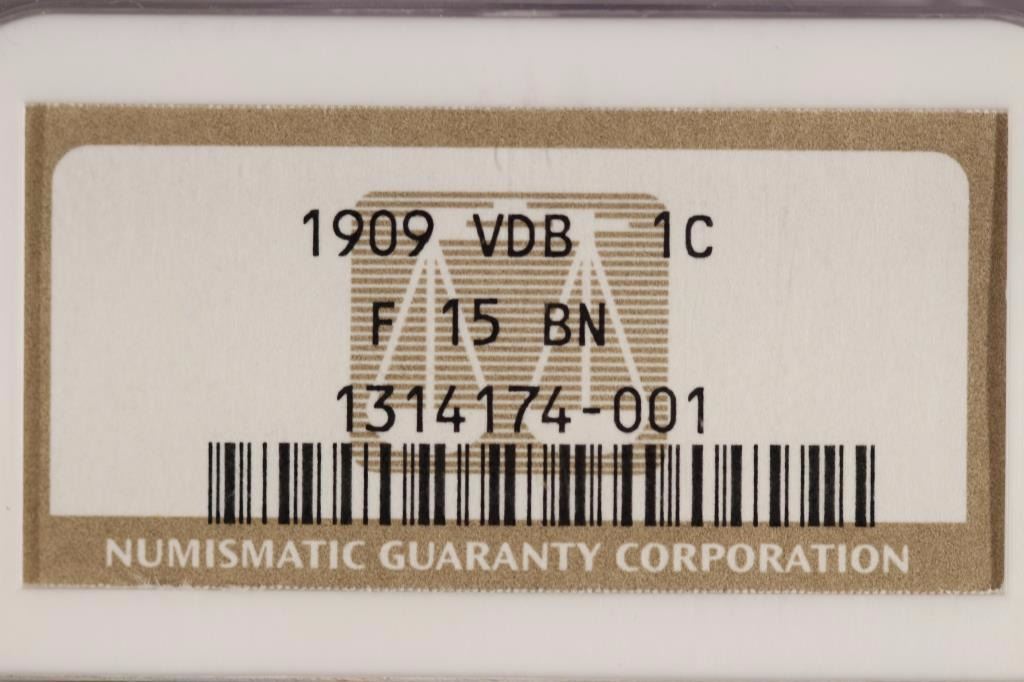 1909 VDB 1C
F 15 BN
1314174-001
NUMISMATIC GUARANTY CORPORATION